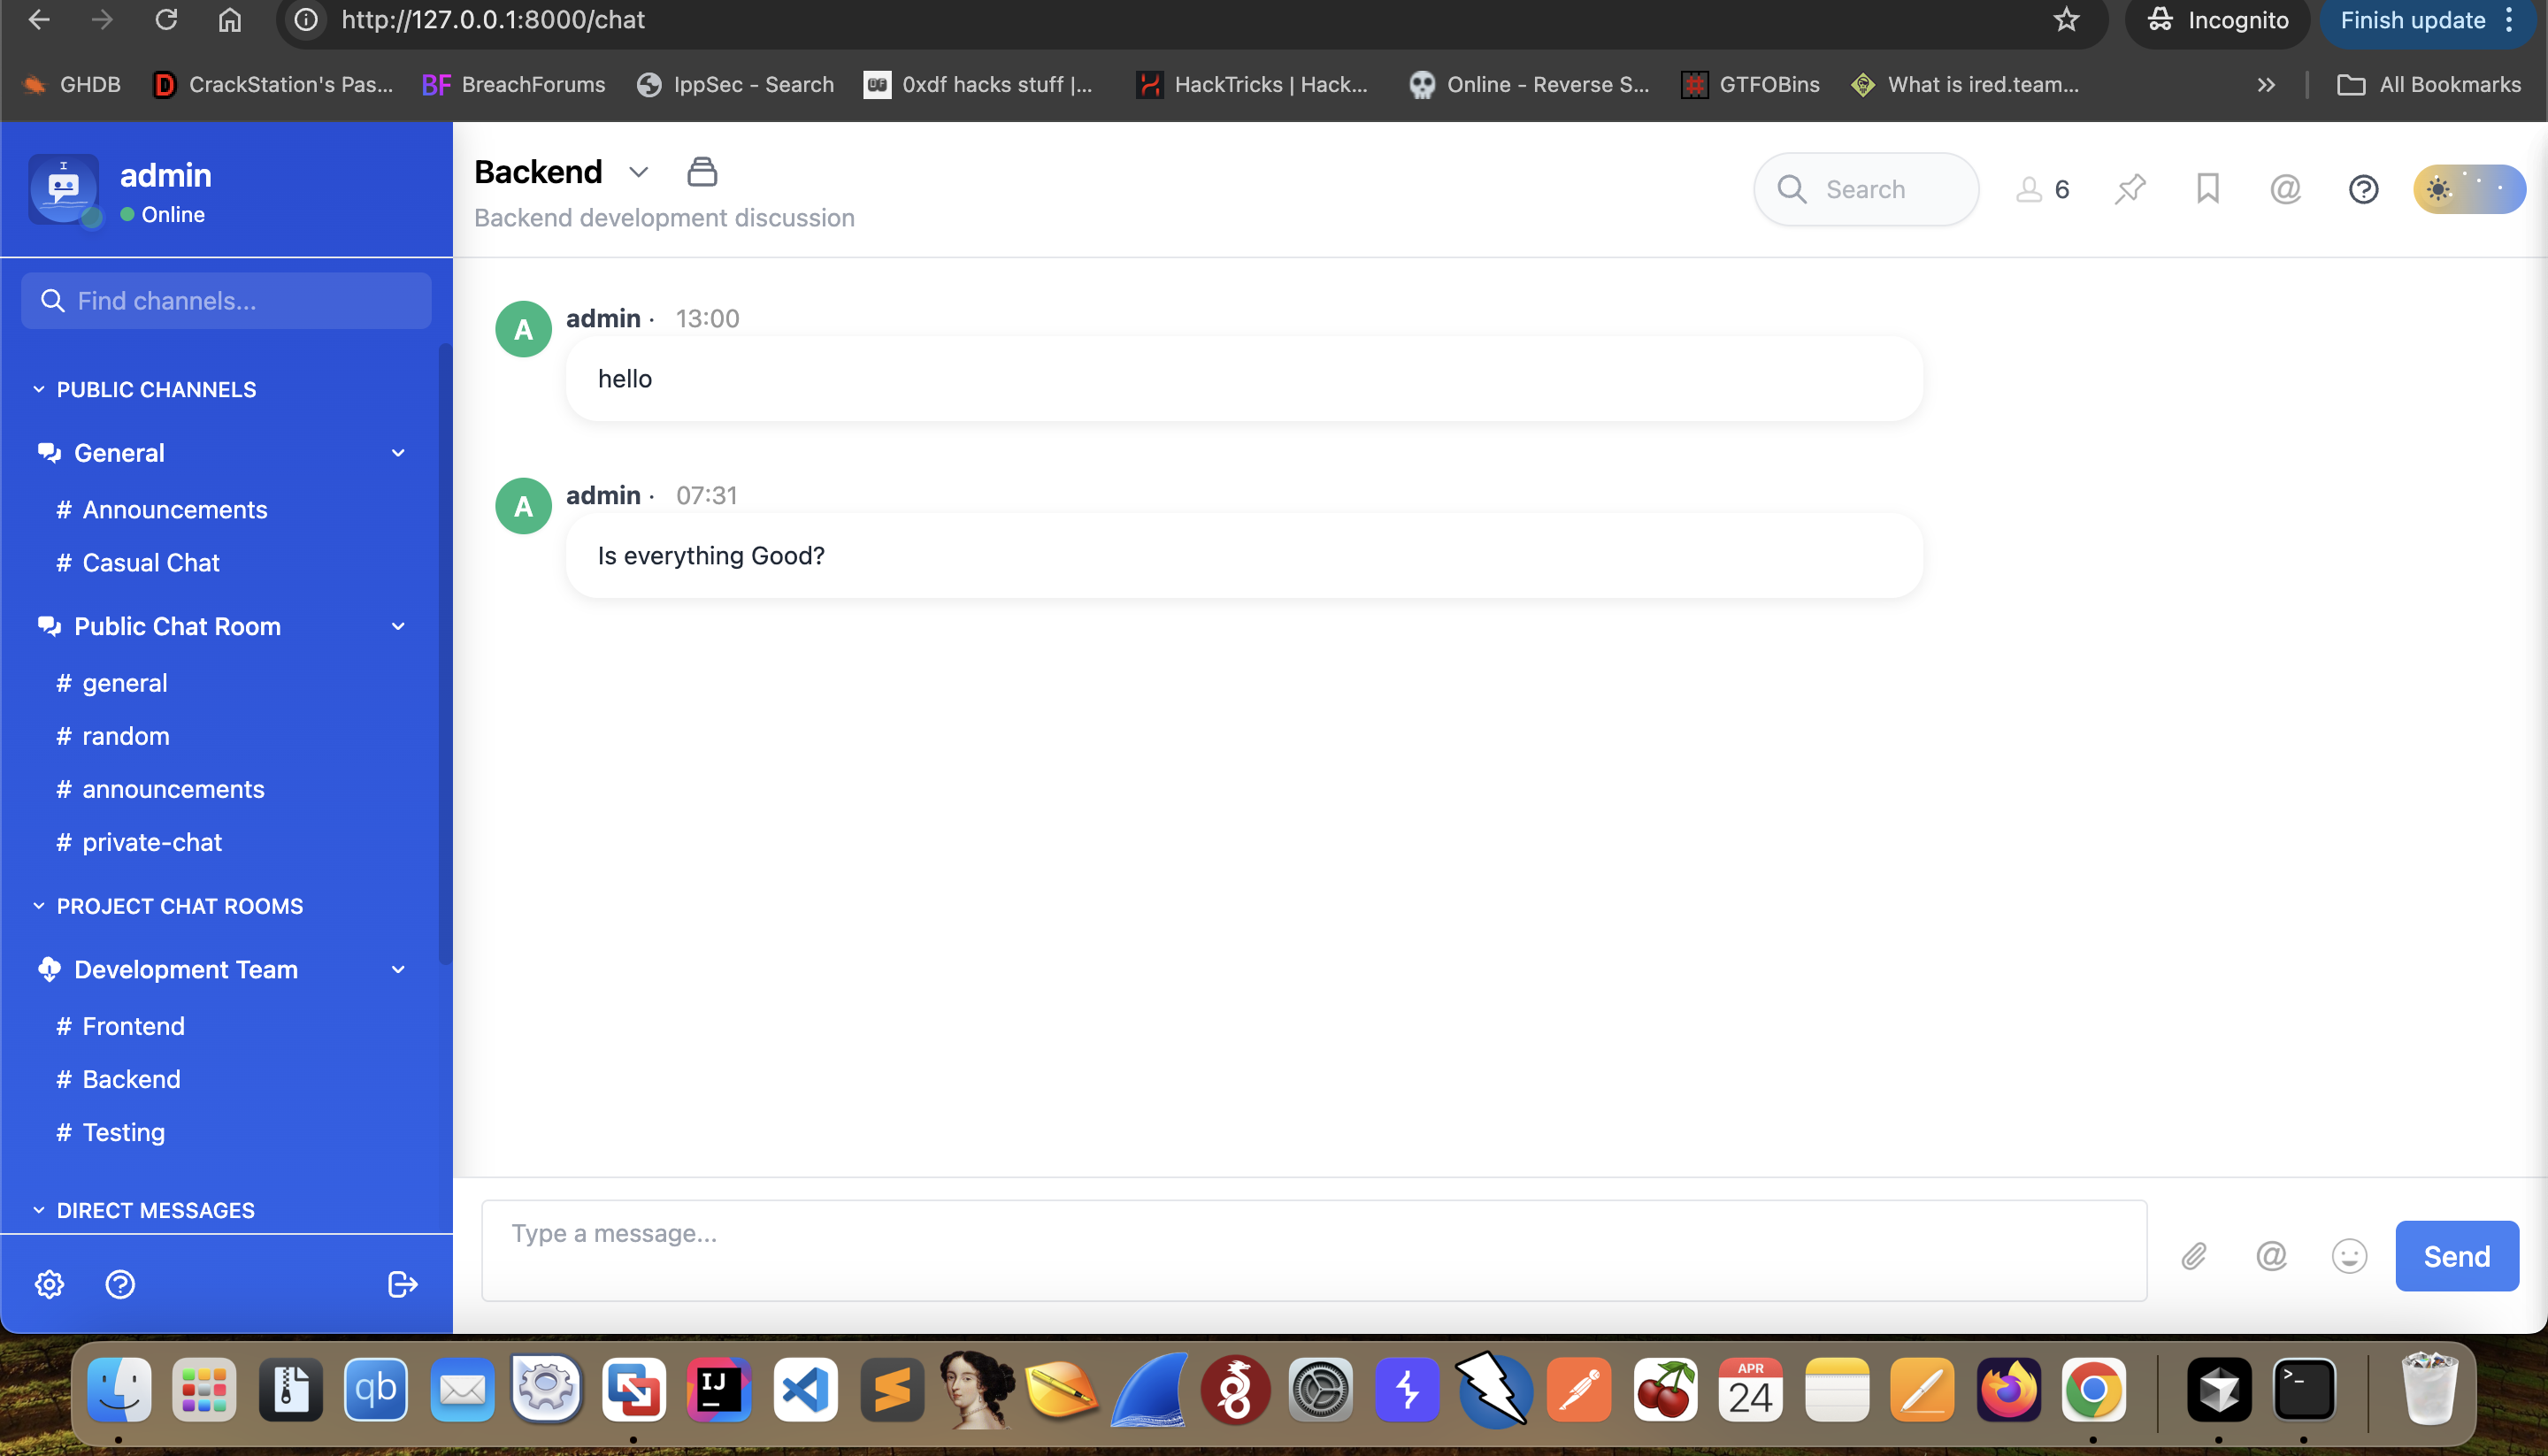 http://127.0.0.1:8000/chat
Incognito
Finish update
GHDB
CrackStation's Pas...
BF BreachForums
IppSec - Search
0xdf hacks stuff |...
HackTricks | Hack...
Online - Reverse S...
GTFOBins
What is ired.team...
All Bookmarks
admin
Online
Find channels...
PUBLIC CHANNELS
General
# Announcements
# Casual Chat
Public Chat Room
# general
# random
# announcements
# private-chat
PROJECT CHAT ROOMS
Development Team
# Frontend
# Backend
# Testing
DIRECT MESSAGES
Backend
Backend development discussion
Search
6
A
admin · 13:00
hello
A
admin · 07:31
Is everything Good?
Type a message...
Send
qb
IJ
APR
24
>_